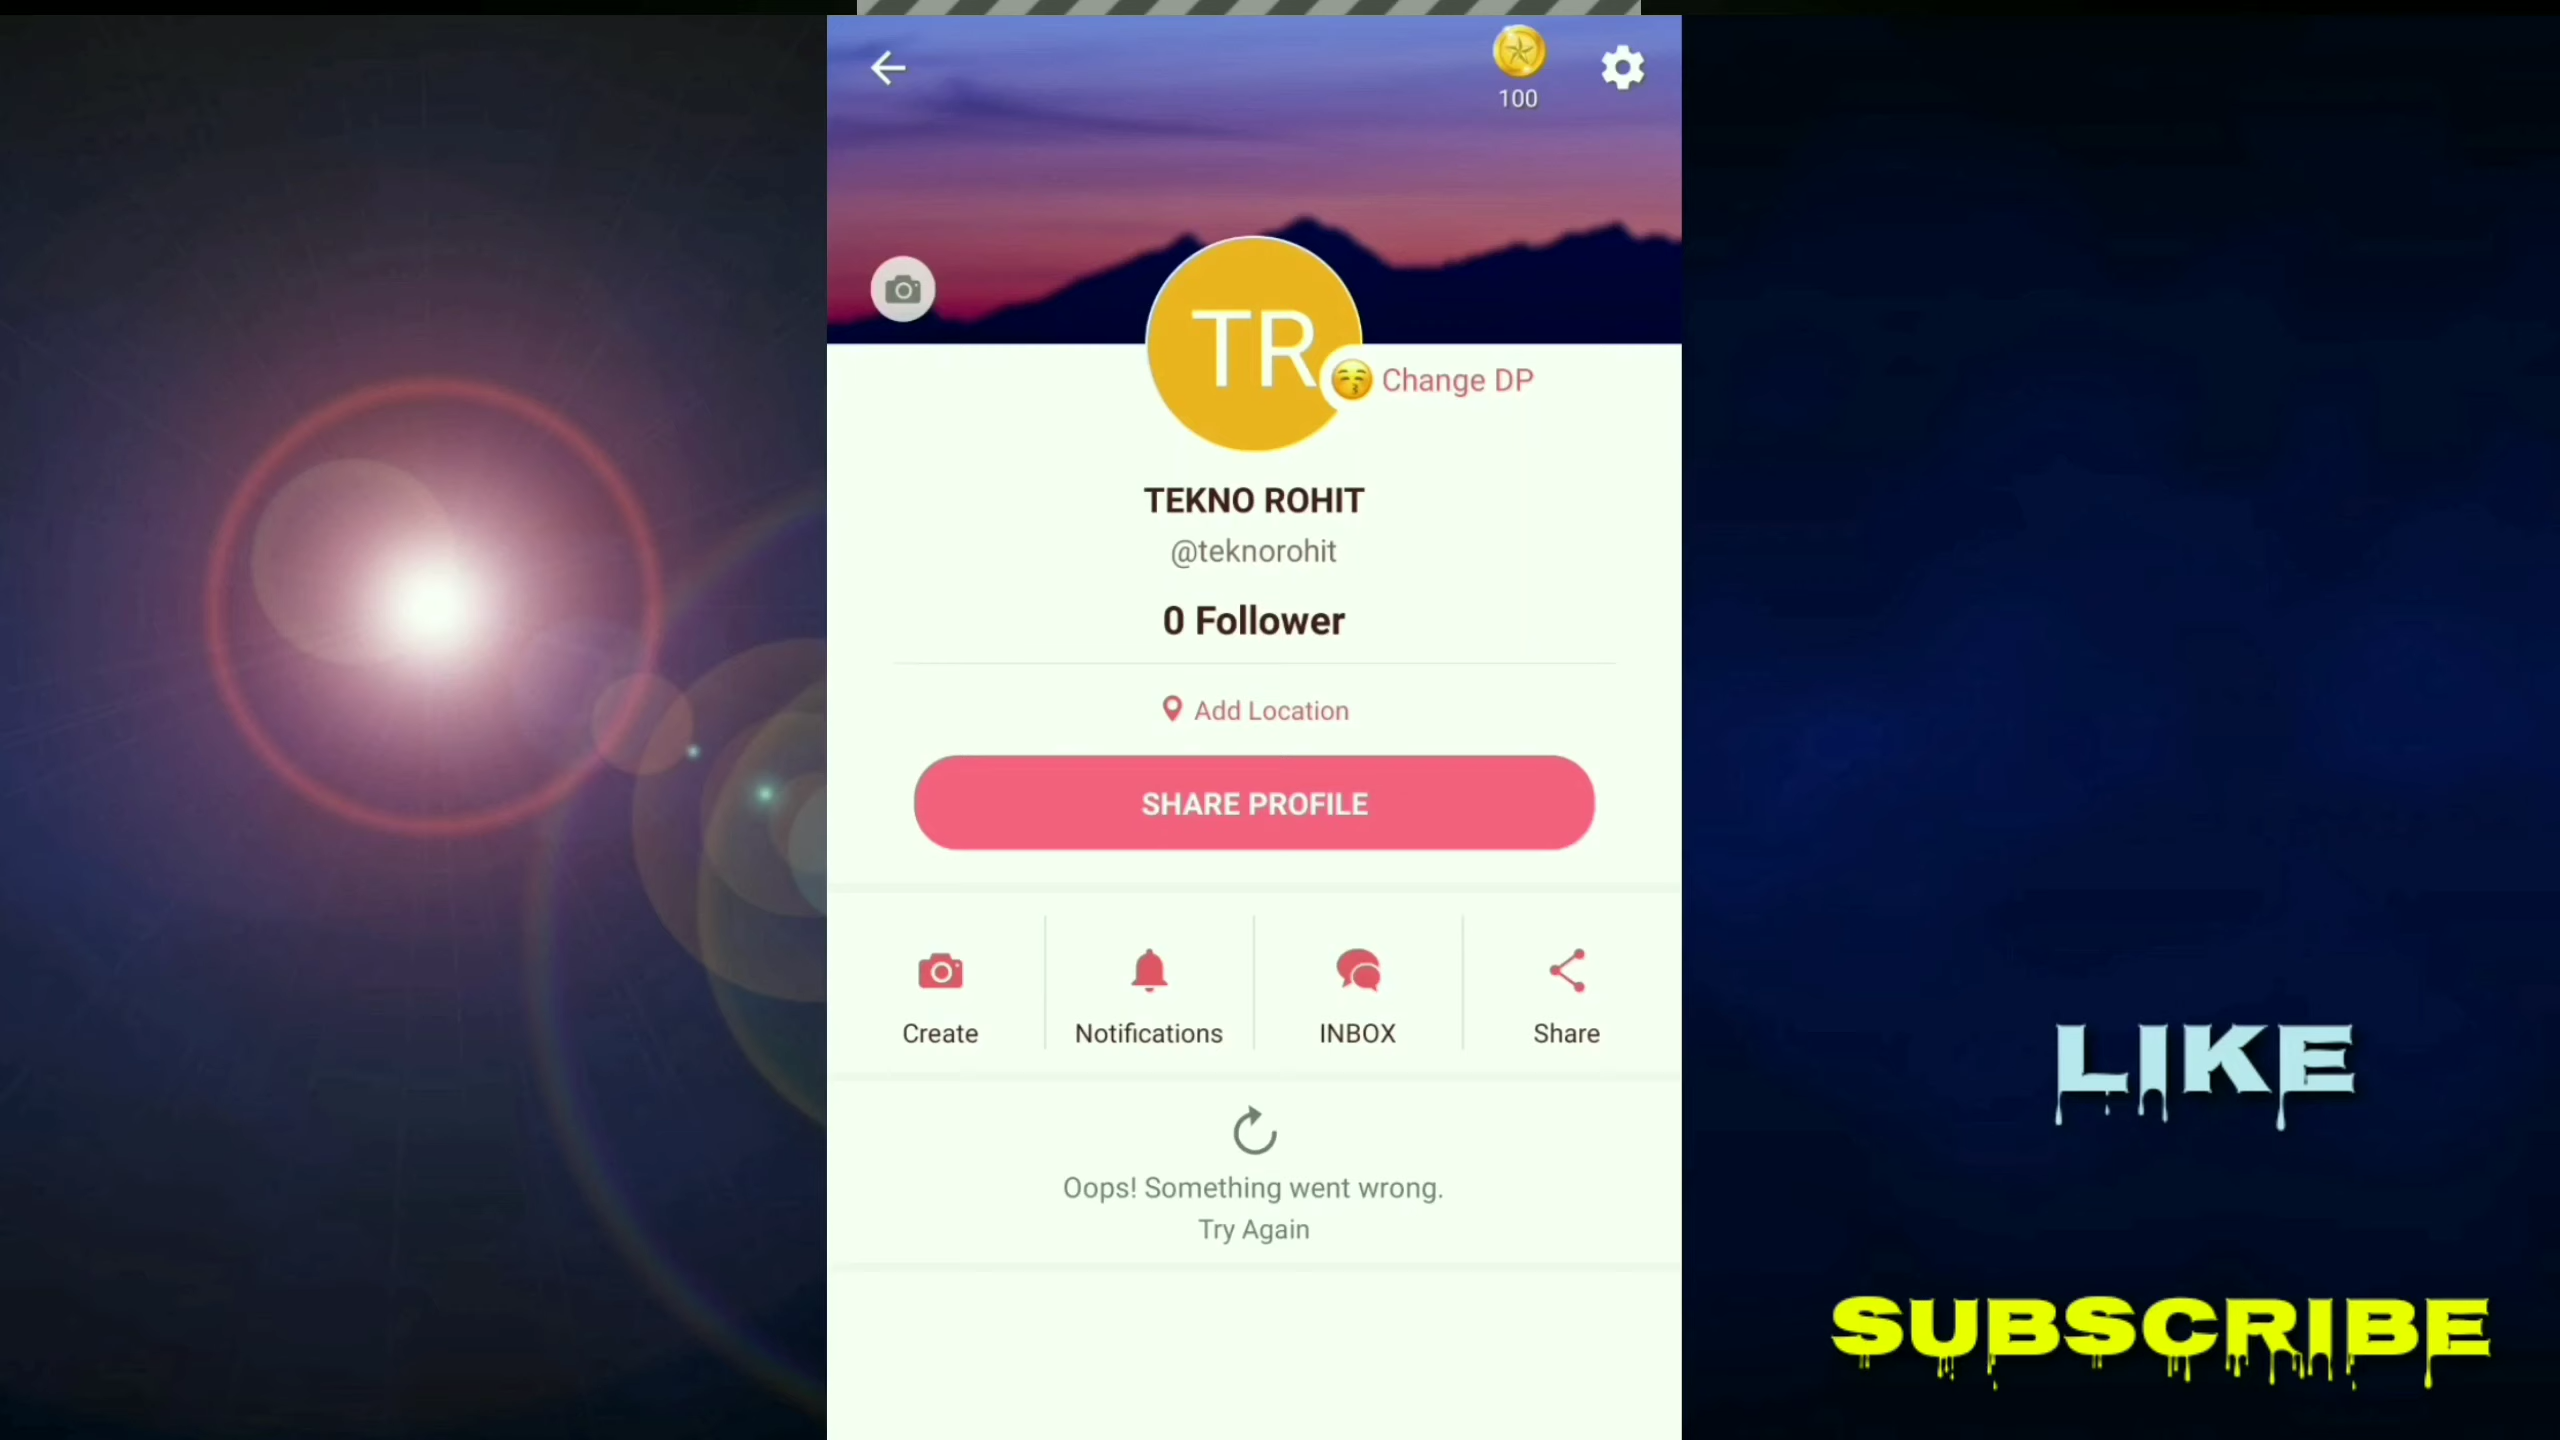 100
TR
Change DP
TEKNO ROHIT
@teknorohit
0 Follower
Add Location
SHARE PROFILE
Create
Notifications
INBOX
Share
Oops! Something went wrong.
Try Again
LIKE
SUBSCRIBE